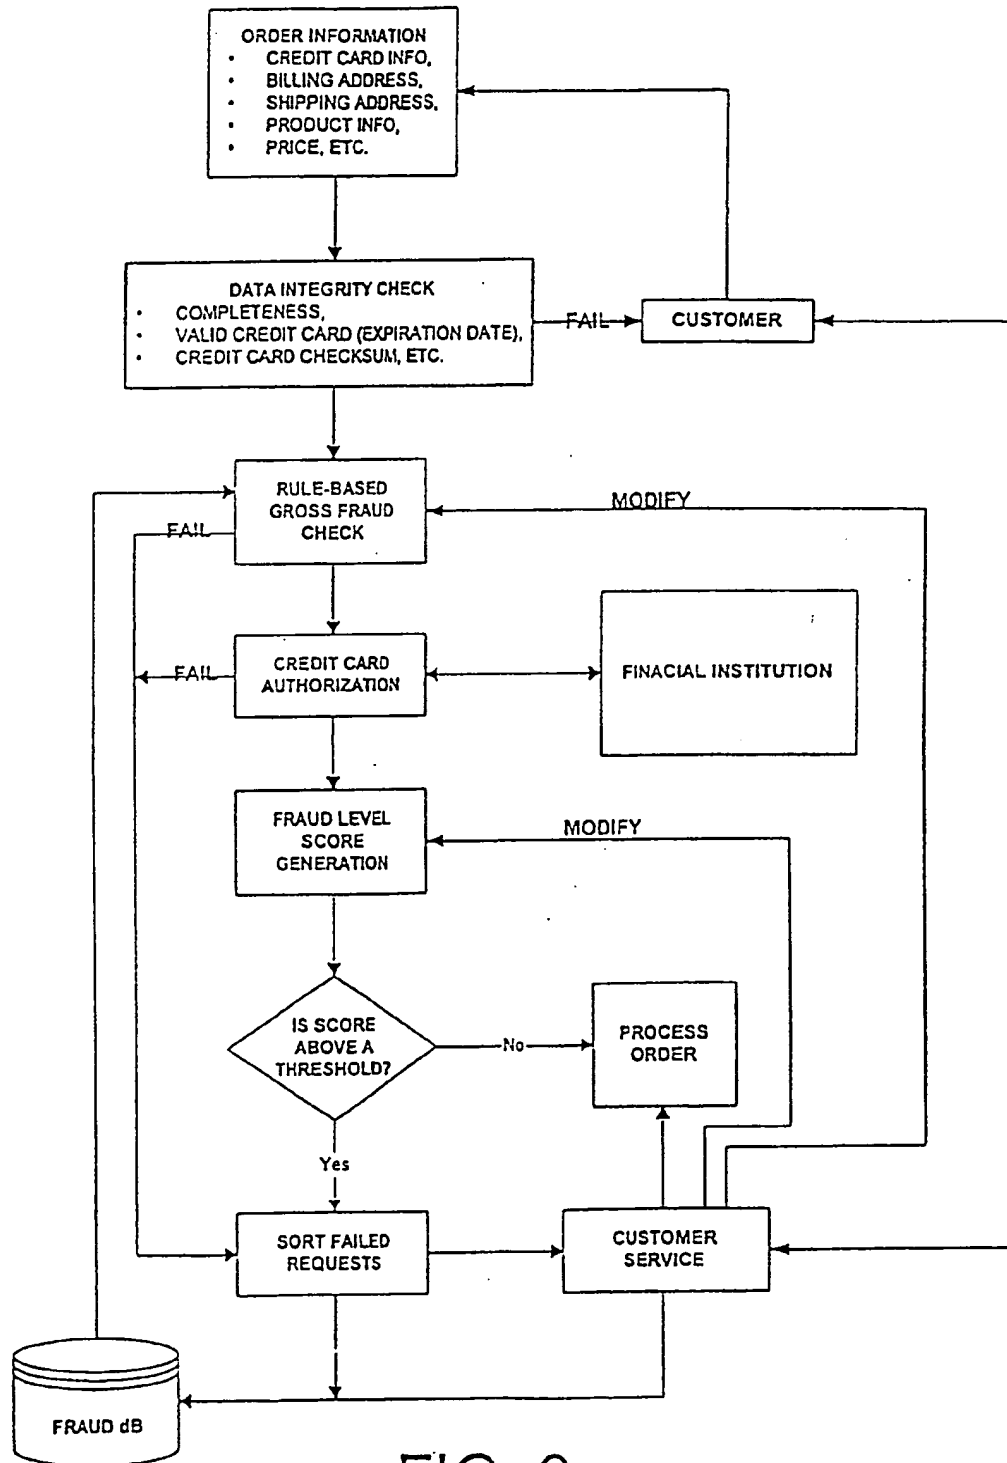 ORDER INFORMATION
• CREDIT CARD INFO,
• BILLING ADDRESS,
• SHIPPING ADDRESS,
• PRODUCT INFO,
• PRICE, ETC.
DATA INTEGRITY CHECK
• COMPLETENESS,
• VALID CREDIT CARD (EXPIRATION DATE),
• CREDIT CARD CHECKSUM, ETC.
FAIL
CUSTOMER
RULE-BASED
GROSS FRAUD
CHECK
MODIFY
FAIL
CREDIT CARD
AUTHORIZATION
FAIL
FINACIAL INSTITUTION
FRAUD LEVEL
SCORE
GENERATION
MODIFY
IS SCORE
ABOVE A
THRESHOLD?
No
PROCESS
ORDER
Yes
SORT FAILED
REQUESTS
CUSTOMER
SERVICE
FRAUD dB